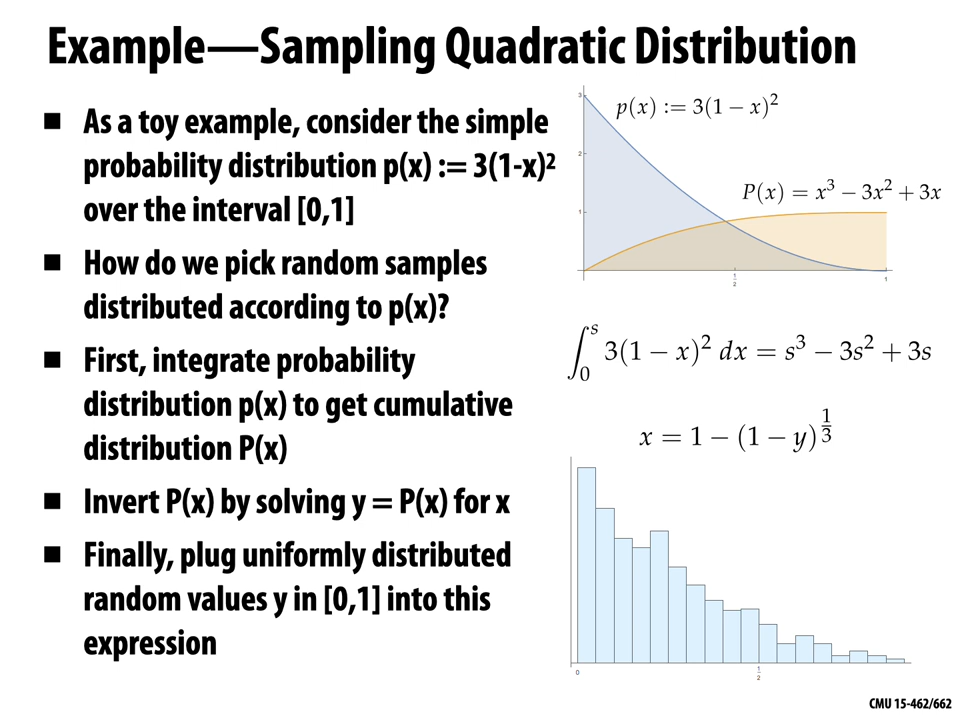 Example—Sampling Quadratic Distribution
■ As a toy example, consider the simple
probability distribution p(x) := 3(1-x)²
over the interval [0,1]
■ How do we pick random samples
distributed according to p(x)?
■ First, integrate probability
distribution p(x) to get cumulative
distribution P(x)
■ Invert P(x) by solving y = P(x) for x
■ Finally, plug uniformly distributed
random values y in [0,1] into this
expression
3
p(x) := 3(1 − x)²
2
P(x) = x³ − 3x² + 3x
1
1/2 1
∫₀ˢ 3(1 − x)² dx = s³ − 3s² + 3s
x = 1 − (1 − y)^(1/3)
0 1/2
CMU 15-462/662